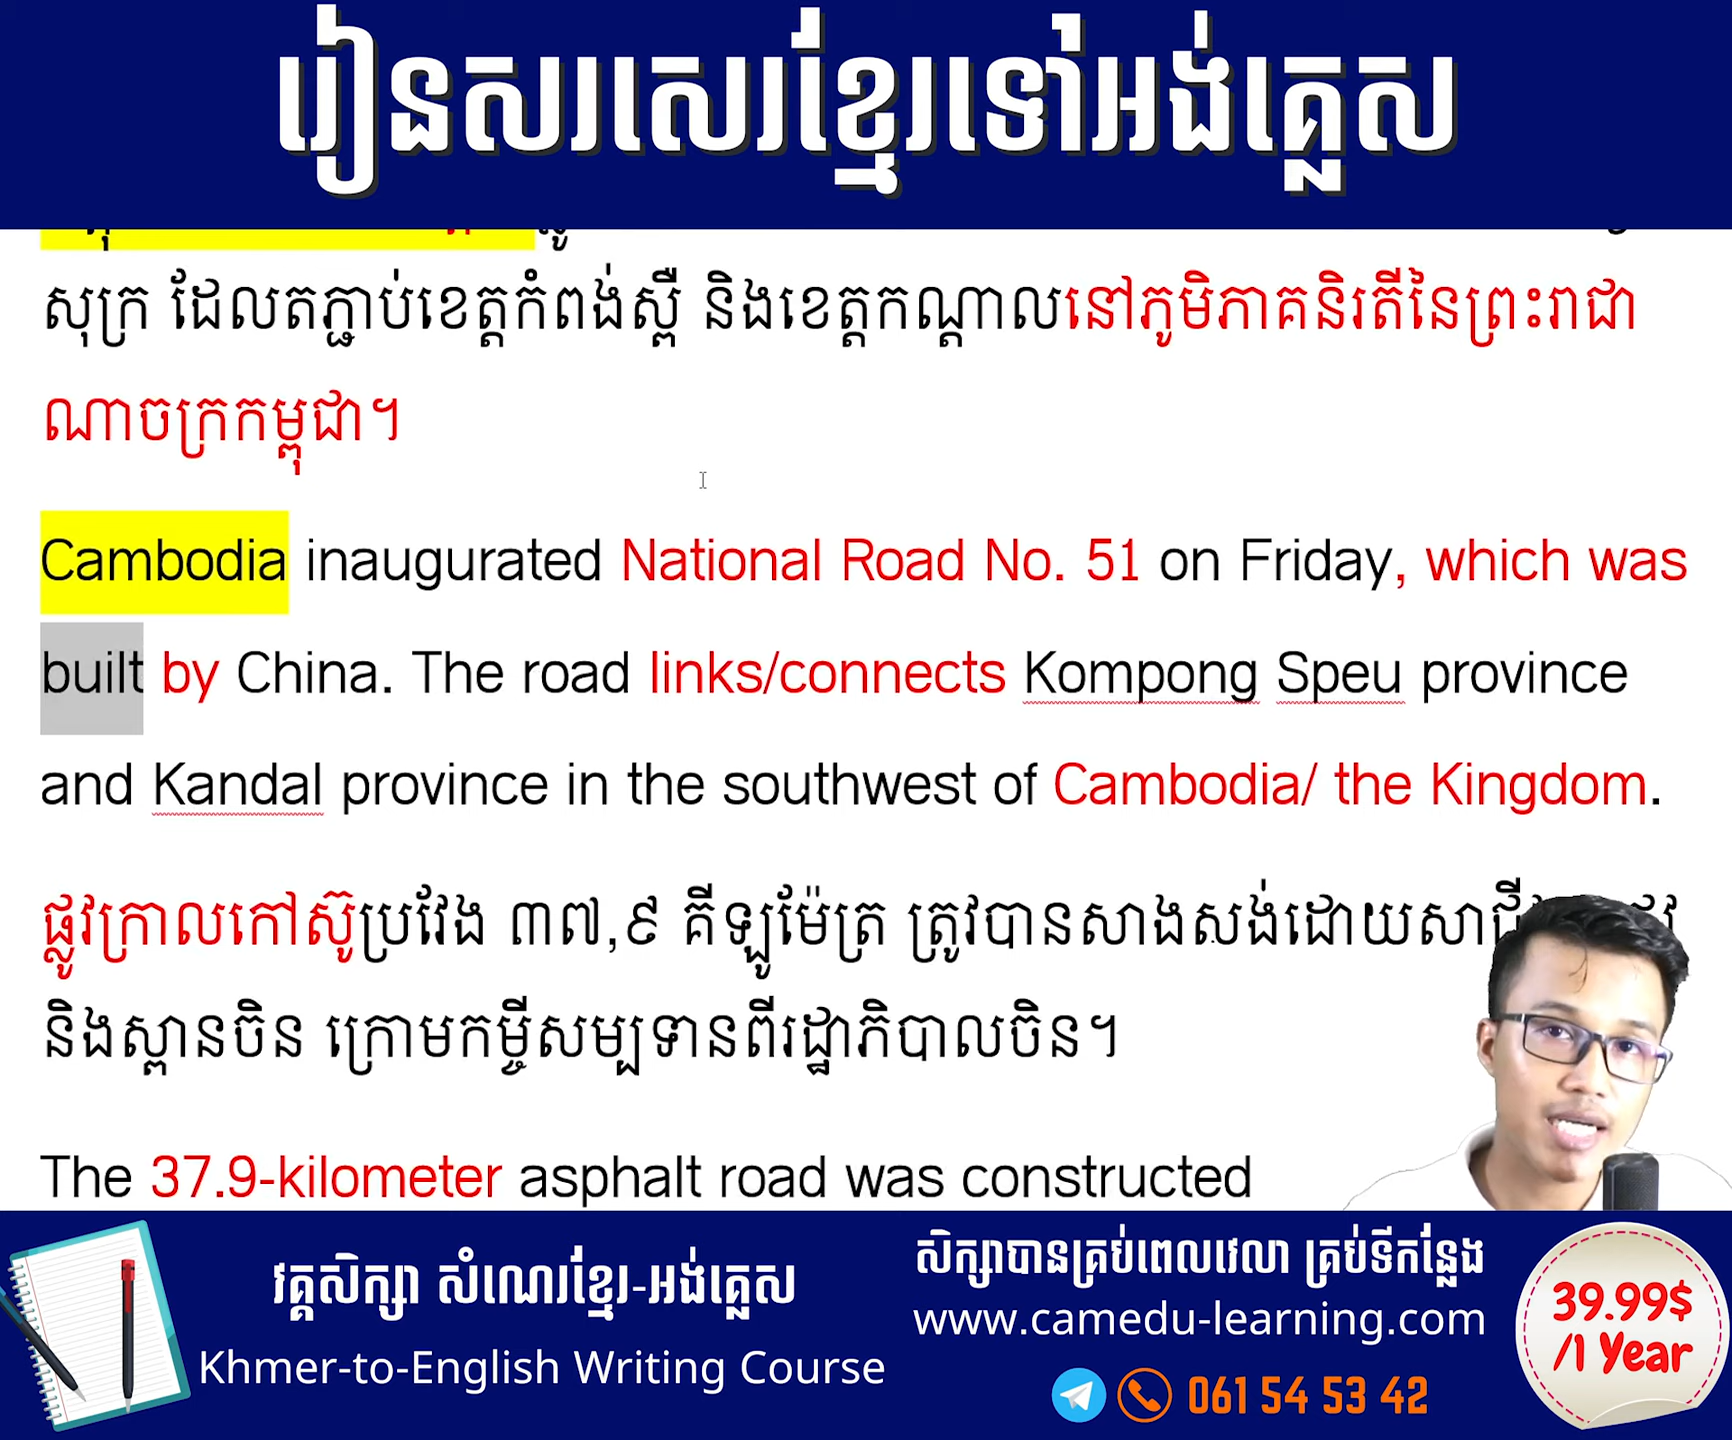 រៀនសរសេរខ្មែរទៅអង់គ្លេស
សុក្រ ដែលតភ្ជាប់ខេត្តកំពង់ស្ពឺ និងខេត្តកណ្តាលនៅភូមិភាគនិរតីនៃព្រះរាជា
ណាចក្រកម្ពុជា។
Cambodia inaugurated National Road No. 51 on Friday, which was
built by China. The road links/connects Kompong Speu province
and Kandal province in the southwest of Cambodia/ the Kingdom.
ផ្លូវក្រាលកៅស៊ូប្រវែង ៣៧,៩ គីឡូម៉ែត្រ ត្រូវបានសាងសង់ដោយសាជី
និងស្ពានចិន ក្រោមកម្ចីសម្បទានពីរដ្ឋាភិបាលចិន។
The 37.9-kilometer asphalt road was constructed
វគ្គសិក្សា សំណេរខ្មែរ-អង់គ្លេស
Khmer-to-English Writing Course
សិក្សាបានគ្រប់ពេលវេលា គ្រប់ទីកន្លែង
www.camedu-learning.com
061 54 53 42
39.99$
/1 Year